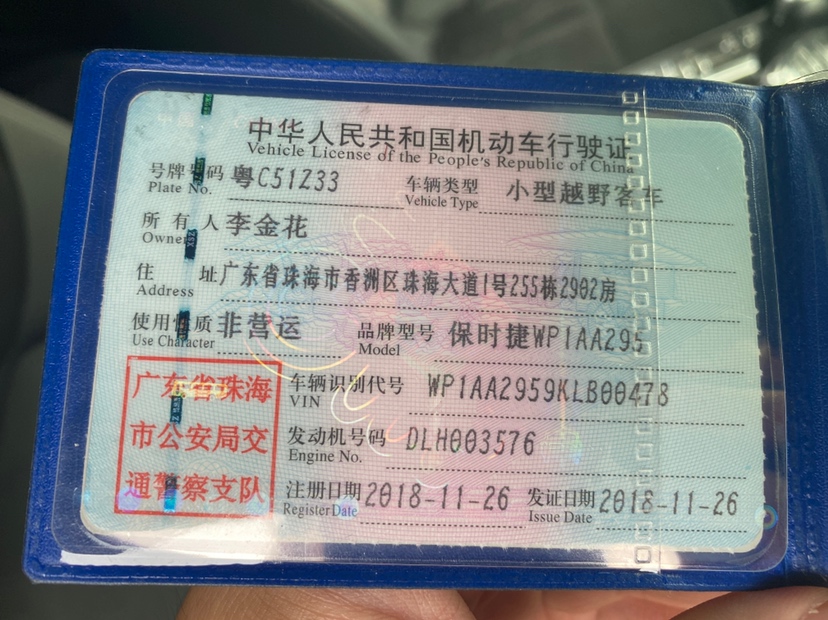 中华人民共和国机动车行驶证
Vehicle License of the People's Republic of China
号牌号码 粤C51Z33 车辆类型 小型越野客车
Plate No. Vehicle Type
所有人 李金花
Owner
住址 广东省珠海市香洲区珠海大道1号255栋2902房
Address
使用性质 非营运 品牌型号 保时捷WP1AA295
Use Character Model
广东省珠海
市公安局交
通警察支队
车辆识别代号 WP1AA2959KLB00478
VIN
发动机号码 DLH003576
Engine No.
注册日期 2018-11-26 发证日期 2018-11-26
Register Date Issue Date